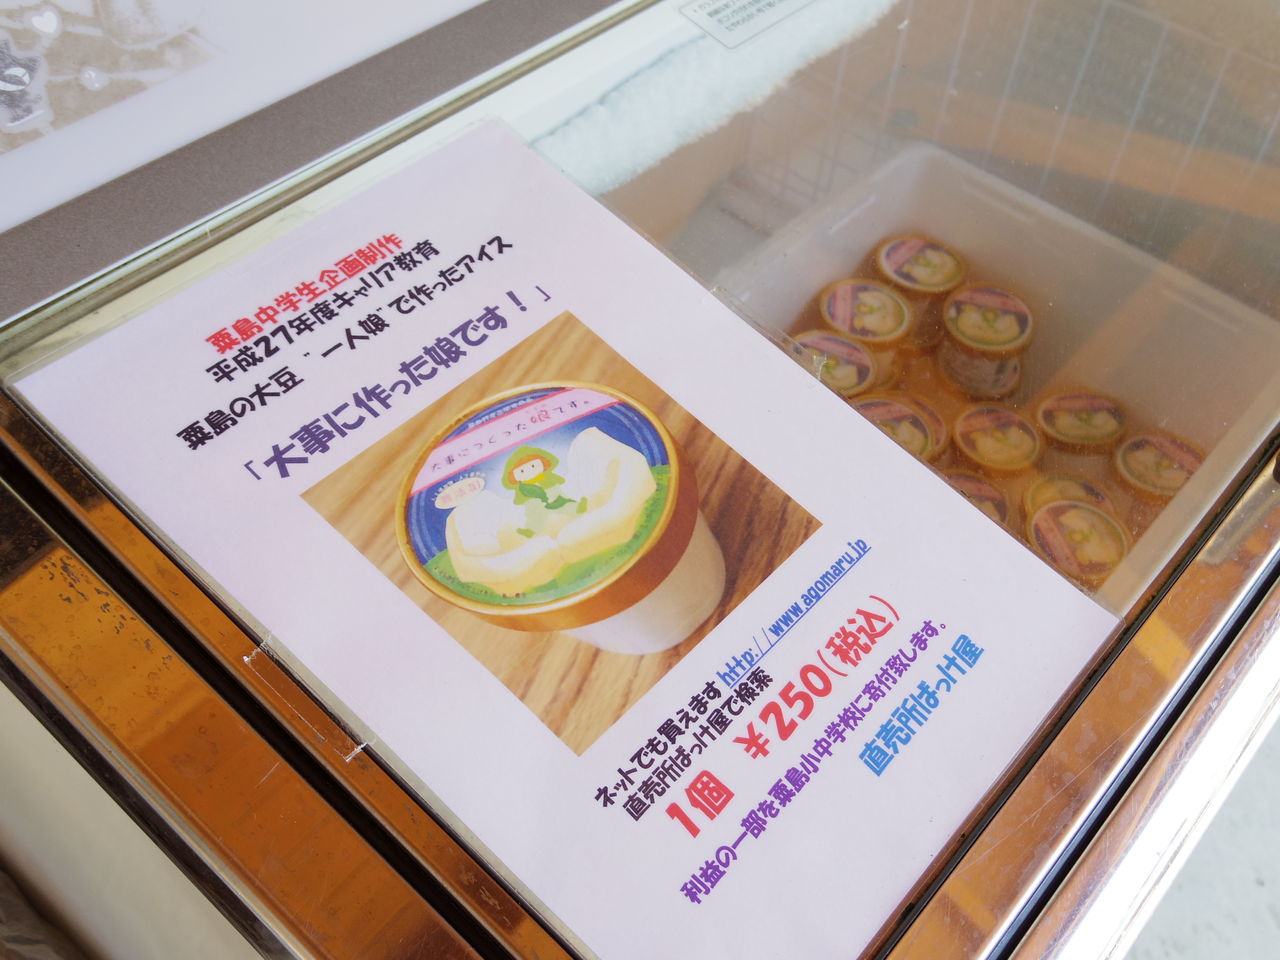 粟島中学生企画制作
平成27年度キャリア教育
粟島の大豆〝一人娘〟で作ったアイス
「大事に作った娘です！」
大事につくった娘です。
ネットでも買えます http://www.agomaru.jp
直売所ばっけ屋で検索
1個 ¥250(税込)
利益の一部を粟島小中学校に寄付致します。
直売所ばっけ屋